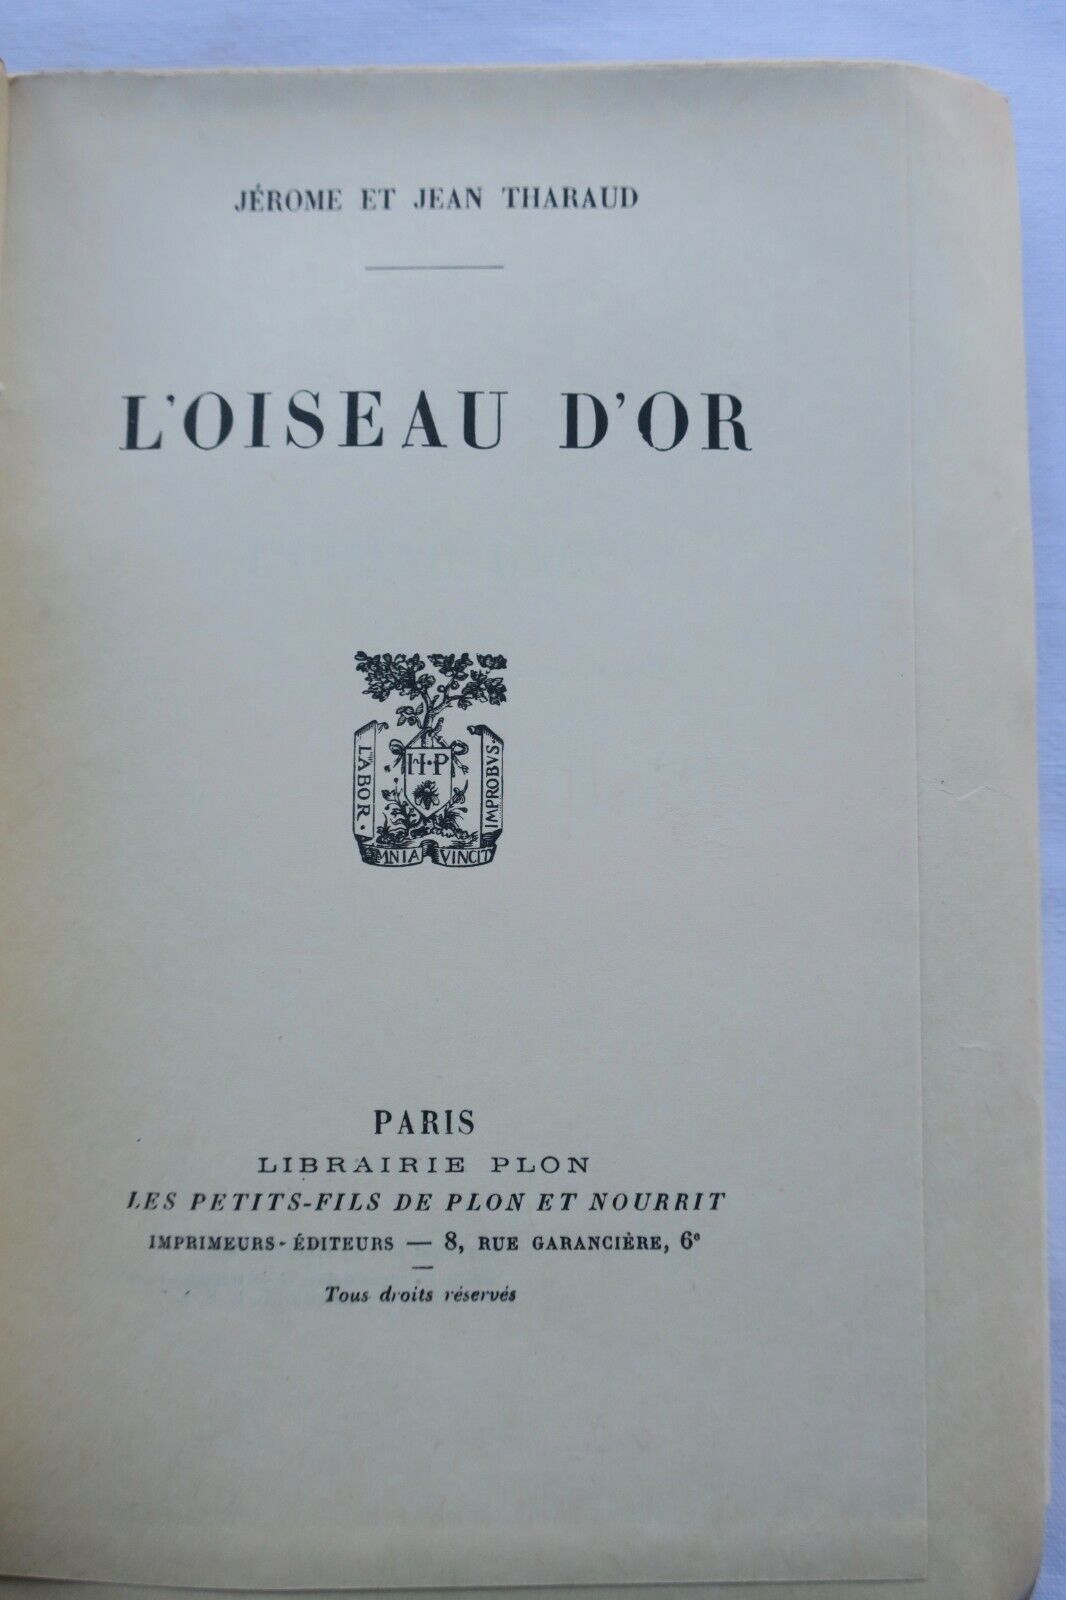 JÉROME ET JEAN THARAUD
L'OISEAU D'OR
H·P
LABOR·
IMPROBVS·
OMNIA VINCIT
PARIS
LIBRAIRIE PLON
LES PETITS-FILS DE PLON ET NOURRIT
IMPRIMEURS-ÉDITEURS — 8, RUE GARANCIÈRE, 6e
Tous droits réservés